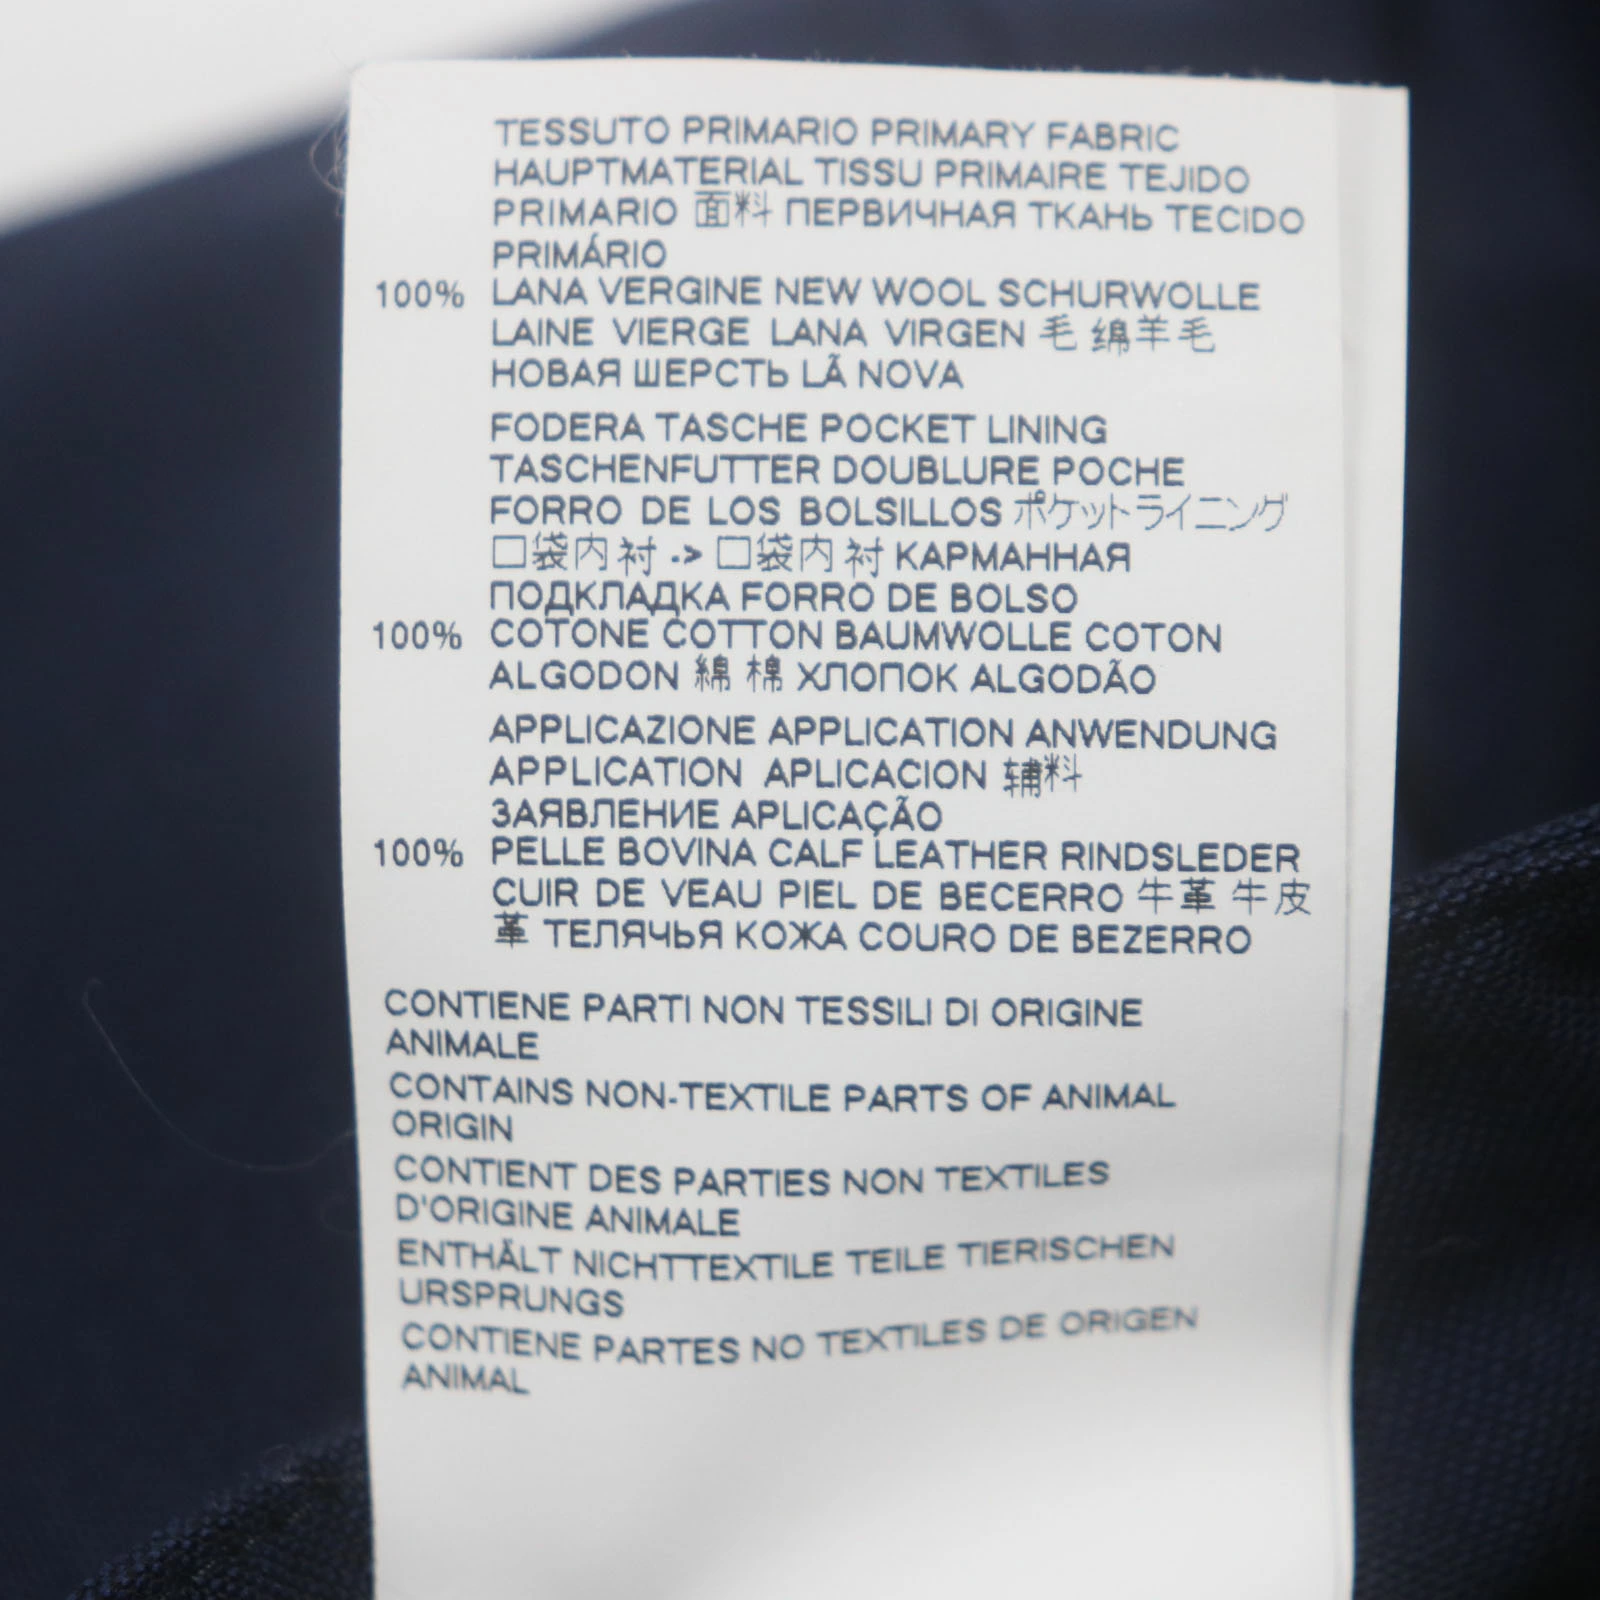 TESSUTO PRIMARIO PRIMARY FABRIC
HAUPTMATERIAL TISSU PRIMAIRE TEJIDO
PRIMARIO 面料 ПЕРВИЧНАЯ ТКАНЬ TECIDO
PRIMÁRIO
100% LANA VERGINE NEW WOOL SCHURWOLLE
LAINE VIERGE LANA VIRGEN 毛 绵羊毛
НОВАЯ ШЕРСТЬ LÃ NOVA
FODERA TASCHE POCKET LINING
TASCHENFUTTER DOUBLURE POCHE
FORRO DE LOS BOLSILLOS ポケットライニング
口袋内衬 -> 口袋内衬 КАРМАННАЯ
ПОДКЛАДКА FORRO DE BOLSO
100% COTONE COTTON BAUMWOLLE COTON
ALGODON 綿 棉 ХЛОПОК ALGODÃO
APPLICAZIONE APPLICATION ANWENDUNG
APPLICATION APLICACION 辅料
ЗАЯВЛЕНИЕ APLICAÇÃO
100% PELLE BOVINA CALF LEATHER RINDSLEDER
CUIR DE VEAU PIEL DE BECERRO 牛革 牛皮
革 ТЕЛЯЧЬЯ КОЖА COURO DE BEZERRO
CONTIENE PARTI NON TESSILI DI ORIGINE
ANIMALE
CONTAINS NON-TEXTILE PARTS OF ANIMAL
ORIGIN
CONTIENT DES PARTIES NON TEXTILES
D'ORIGINE ANIMALE
ENTHÄLT NICHTTEXTILE TEILE TIERISCHEN
URSPRUNGS
CONTIENE PARTES NO TEXTILES DE ORIGEN
ANIMAL